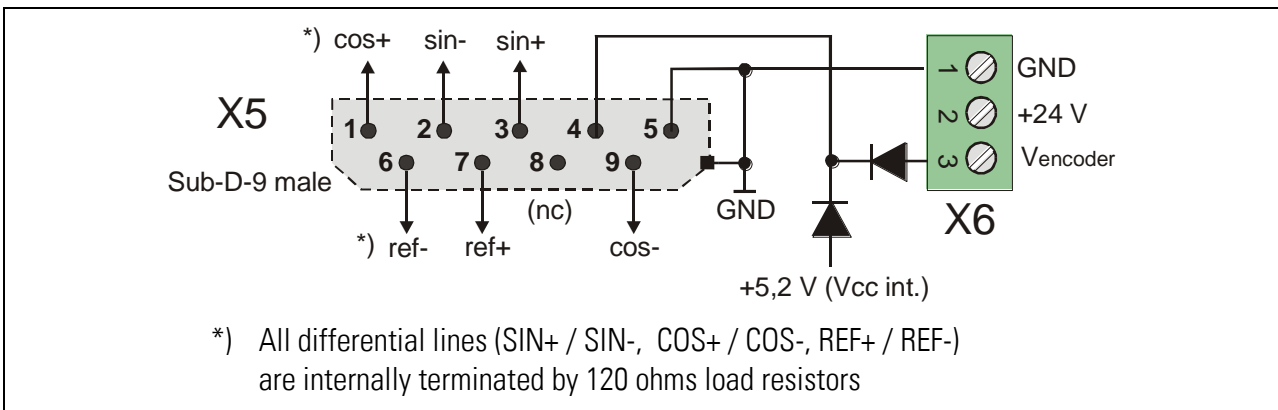 *) cos+ sin- sin+
X5
1 2 3 4 5
6 7 8 9
Sub-D-9 male
(nc)
GND
*) ref- ref+ cos-
1 GND
2 +24 V
3 Vencoder
X6
+5,2 V (Vcc int.)
*) All differential lines (SIN+ / SIN-, COS+ / COS-, REF+ / REF-)
are internally terminated by 120 ohms load resistors